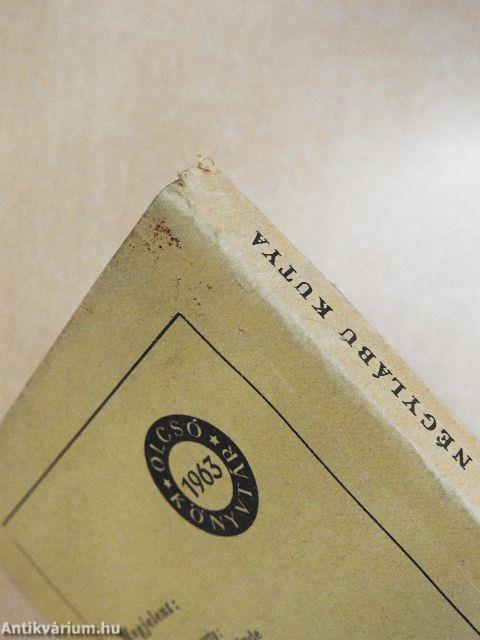 NÉGYLÁBÚ KUTYA
OLCSÓ
1963
KÖNYVTÁR
Antikvárium.hu